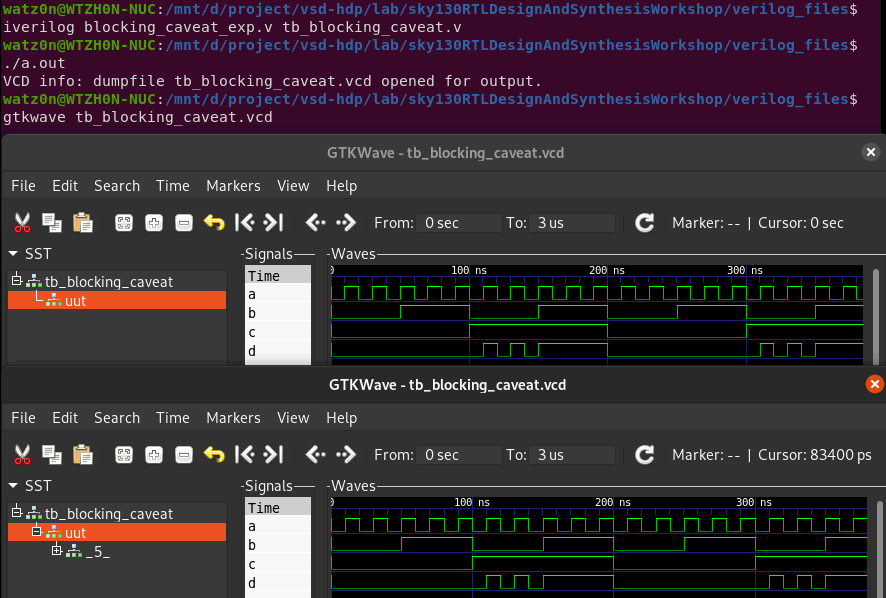 watz0n@WTZH0N-NUC:/mnt/d/project/vsd-hdp/lab/sky130RTLDesignAndSynthesisWorkshop/verilog_files$
iverilog blocking_caveat_exp.v tb_blocking_caveat.v
watz0n@WTZH0N-NUC:/mnt/d/project/vsd-hdp/lab/sky130RTLDesignAndSynthesisWorkshop/verilog_files$
./a.out
VCD info: dumpfile tb_blocking_caveat.vcd opened for output.
watz0n@WTZH0N-NUC:/mnt/d/project/vsd-hdp/lab/sky130RTLDesignAndSynthesisWorkshop/verilog_files$
gtkwave tb_blocking_caveat.vcd
GTKWave - tb_blocking_caveat.vcd
File Edit Search Time Markers View Help
From: 0 sec To: 3 us Marker: -- | Cursor: 0 sec
SST Signals Waves
Time 0 100 ns 200 ns 300 ns
tb_blocking_caveat
a
uut
b
c
d
GTKWave - tb_blocking_caveat.vcd
File Edit Search Time Markers View Help
From: 0 sec To: 3 us Marker: -- | Cursor: 83400 ps
SST Signals Waves
Time 0 100 ns 200 ns 300 ns
tb_blocking_caveat
a
uut
b
_5_
c
d